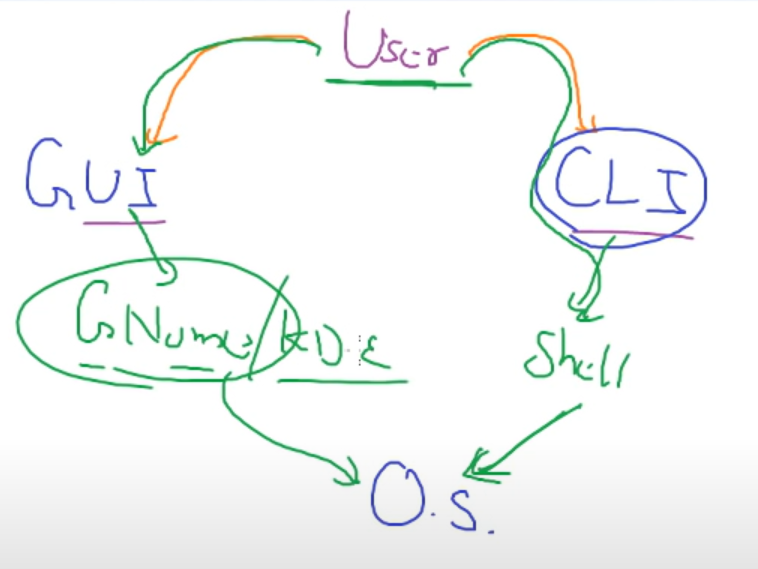 User
GUI
CLI
GNome/KDE
Shell
O.S.